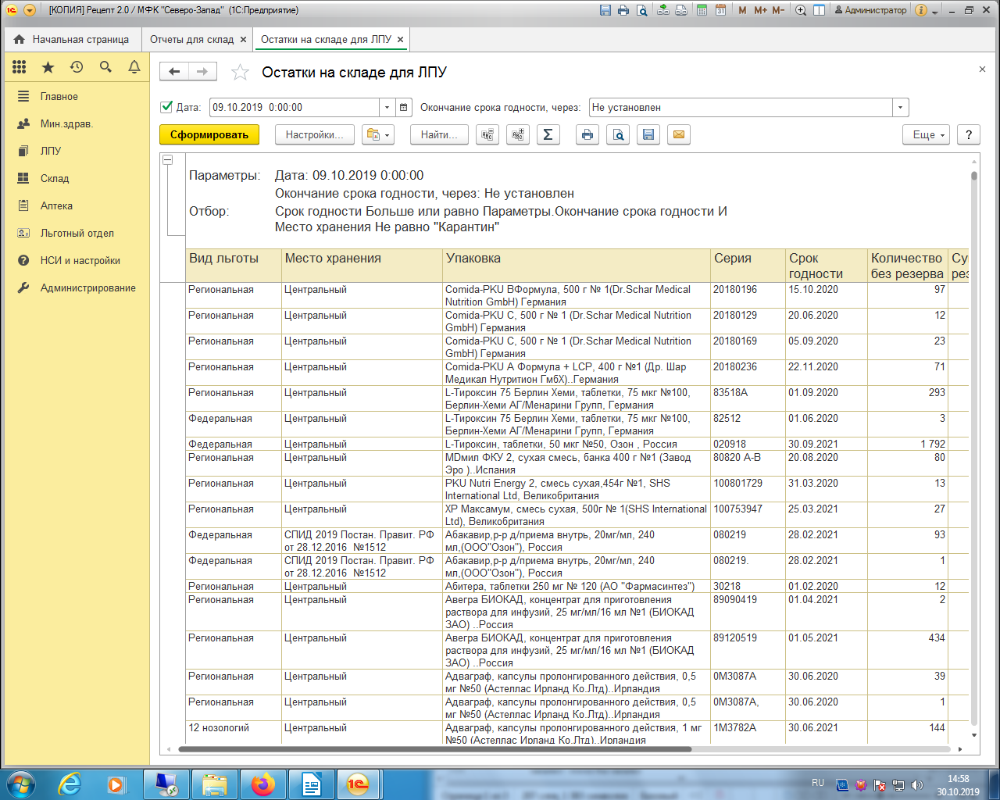 [КОПИЯ] Рецепт 2.0 / МФК "Северо-Запад" (1С:Предприятие)
M M+ M- Администратор
Начальная страница Отчеты для склад Остатки на складе для ЛПУ
Остатки на складе для ЛПУ
Дата: 09.10.2019 0:00:00 Окончание срока годности, через: Не установлен
Сформировать Настройки... Найти... Еще ?
Главное
Мин.здрав.
ЛПУ
Склад
Аптека
Льготный отдел
НСИ и настройки
Администрирование
Параметры: Дата: 09.10.2019 0:00:00
Окончание срока годности, через: Не установлен
Отбор: Срок годности Больше или равно Параметры.Окончание срока годности И
Место хранения Не равно "Карантин"
Вид льготы Место хранения Упаковка Серия Срок Количество Су
годности без резерва рез
Региональная Центральный Comida-PKU ВФормула, 500 г № 1(Dr.Schar Medical 20180196 15.10.2020 97
Nutrition GmbH) Германия
Региональная Центральный Comida-PKU C, 500 г № 1 (Dr.Schar Medical Nutrition 20180129 20.06.2020 12
GmbH) Германия
Региональная Центральный Comida-PKU C, 500 г № 1 (Dr.Schar Medical Nutrition 20180169 05.09.2020 23
GmbH) Германия
Региональная Центральный Comida-PKU А Формула + LCP, 400 г №1 (Др. Шар 20180236 22.11.2020 71
Медикал Нутритион ГмбХ)..Германия
Региональная Центральный L-Тироксин 75 Берлин Хеми, таблетки, 75 мкг №100, 83518А 01.09.2020 293
Берлин-Хеми АГ/Менарини Групп, Германия
Федеральная Центральный L-Тироксин 75 Берлин Хеми, таблетки, 75 мкг №100, 82512 01.06.2020 3
Берлин-Хеми АГ/Менарини Групп, Германия
Федеральная Центральный L-Тироксин, таблетки, 50 мкг №50, Озон , Россия 020918 30.09.2021 1 792
Региональная Центральный MDмил ФКУ 2, сухая смесь, банка 400 г №1 (Завод 80820 А-В 20.08.2020 80
Эро )..Испания
Региональная Центральный PKU Nutri Energy 2, смесь сухая,454г №1, SHS 100801729 31.03.2020 13
International Ltd, Великобритания
Региональная Центральный XP Максамум, смесь сухая, 500г № 1(SHS International 100753947 25.03.2021 27
Ltd), Великобритания
Федеральная СПИД 2019 Постан. Правит. РФ Абакавир,р-р д/приема внутрь, 20мг/мл, 240 080219 28.02.2021 93
от 28.12.2016 №1512 мл,(ООО"Озон"), Россия
Федеральная СПИД 2019 Постан. Правит. РФ Абакавир,р-р д/приема внутрь, 20мг/мл, 240 080219. 28.02.2021 1
от 28.12.2016 №1512 мл,(ООО"Озон"), Россия
Региональная Центральный Абитера, таблетки 250 мг № 120 (АО "Фармасинтез") 30218 01.02.2020 12
Региональная Центральный Авегра БИОКАД, концентрат для приготовления 89090419 01.04.2021 2
раствора для инфузий, 25 мг/мл/16 мл №1 (БИОКАД
ЗАО) ..Россия
Региональная Центральный Авегра БИОКАД, концентрат для приготовления 89120519 01.05.2021 434
раствора для инфузий, 25 мг/мл/16 мл №1 (БИОКАД
ЗАО) ..Россия
Региональная Центральный Адваграф, капсулы пролонгированного действия, 0,5 0М3087А 30.06.2020 39
мг №50 (Астеллас Ирланд Ко.Лтд)..Ирландия
Региональная Центральный Адваграф, капсулы пролонгированного действия, 0,5 0М3087А, 30.06.2020 1
мг №50 (Астеллас Ирланд Ко.Лтд)..Ирландия
12 нозологий Центральный Адваграф, капсулы пролонгированного действия, 1 мг 1М3782А 30.06.2021 144
№50 (Астеллас Ирланд Ко.Лтд)..Ирландия
RU 14:58
30.10.2019